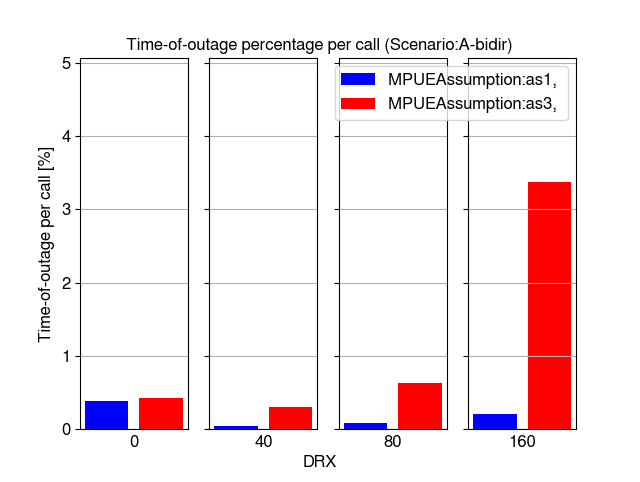 Time-of-outage percentage per call (Scenario:A-bidir)
MPUEAssumption:as1,
MPUEAssumption:as3,
Time-of-outage per call [%]
5
4
3
2
1
0
0 40 80 160
DRX